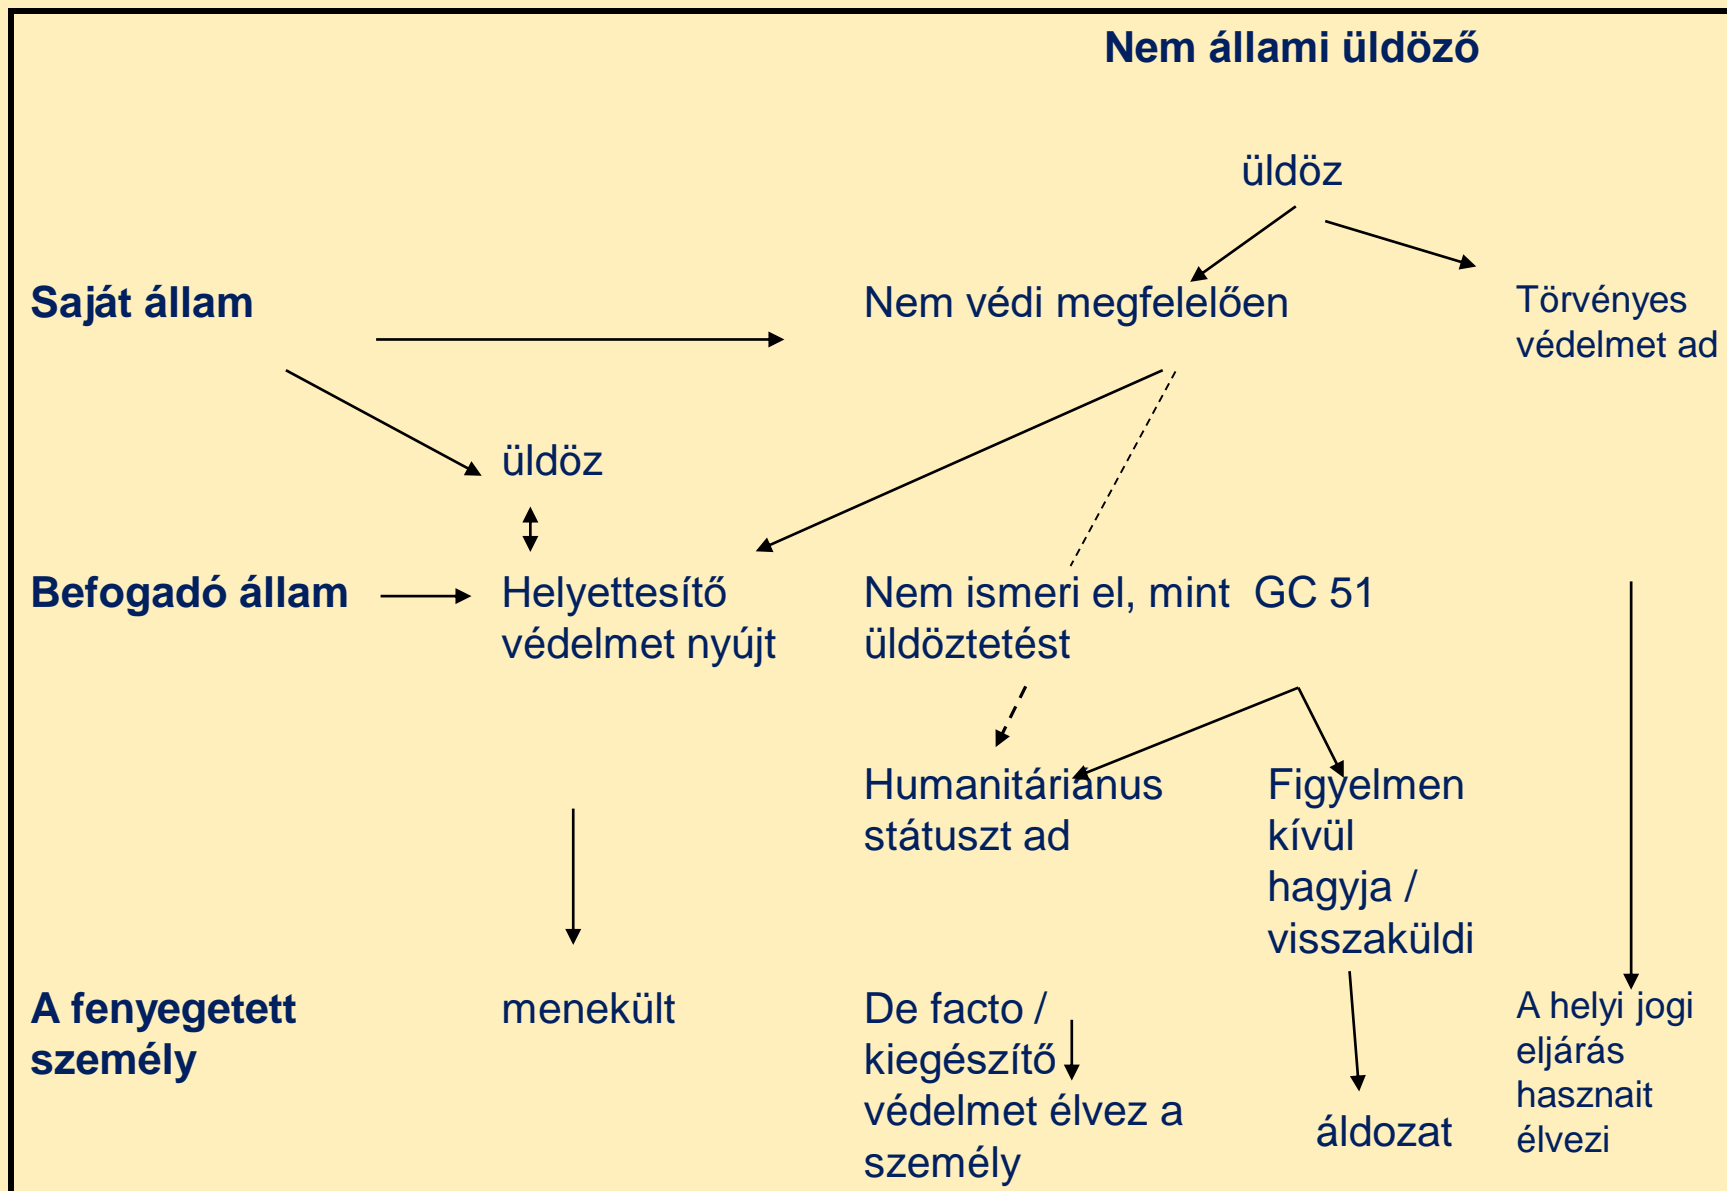 Nem állami üldöző
üldöz
Saját állam
Nem védi megfelelően
Törvényes
védelmet ad
üldöz
Befogadó állam
Helyettesítő
védelmet nyújt
Nem ismeri el, mint GC 51
üldöztetést
Humanitáriánus
státuszt ad
Figyelmen
kívül
hagyja /
visszaküldi
A fenyegetett
személy
menekült
De facto /
kiegészítő
védelmet élvez a
személy
áldozat
A helyi jogi
eljárás
hasznait
élvezi